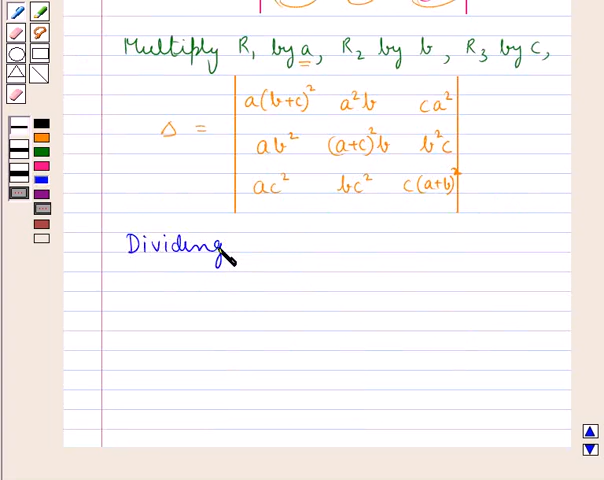 Multiply R₁ by a, R₂ by b, R₃ by c,
Δ = | a(b+c)² a²b ca² |
| ab² (a+c)²b b²c |
| ac² bc² c(a+b)² |
Dividing